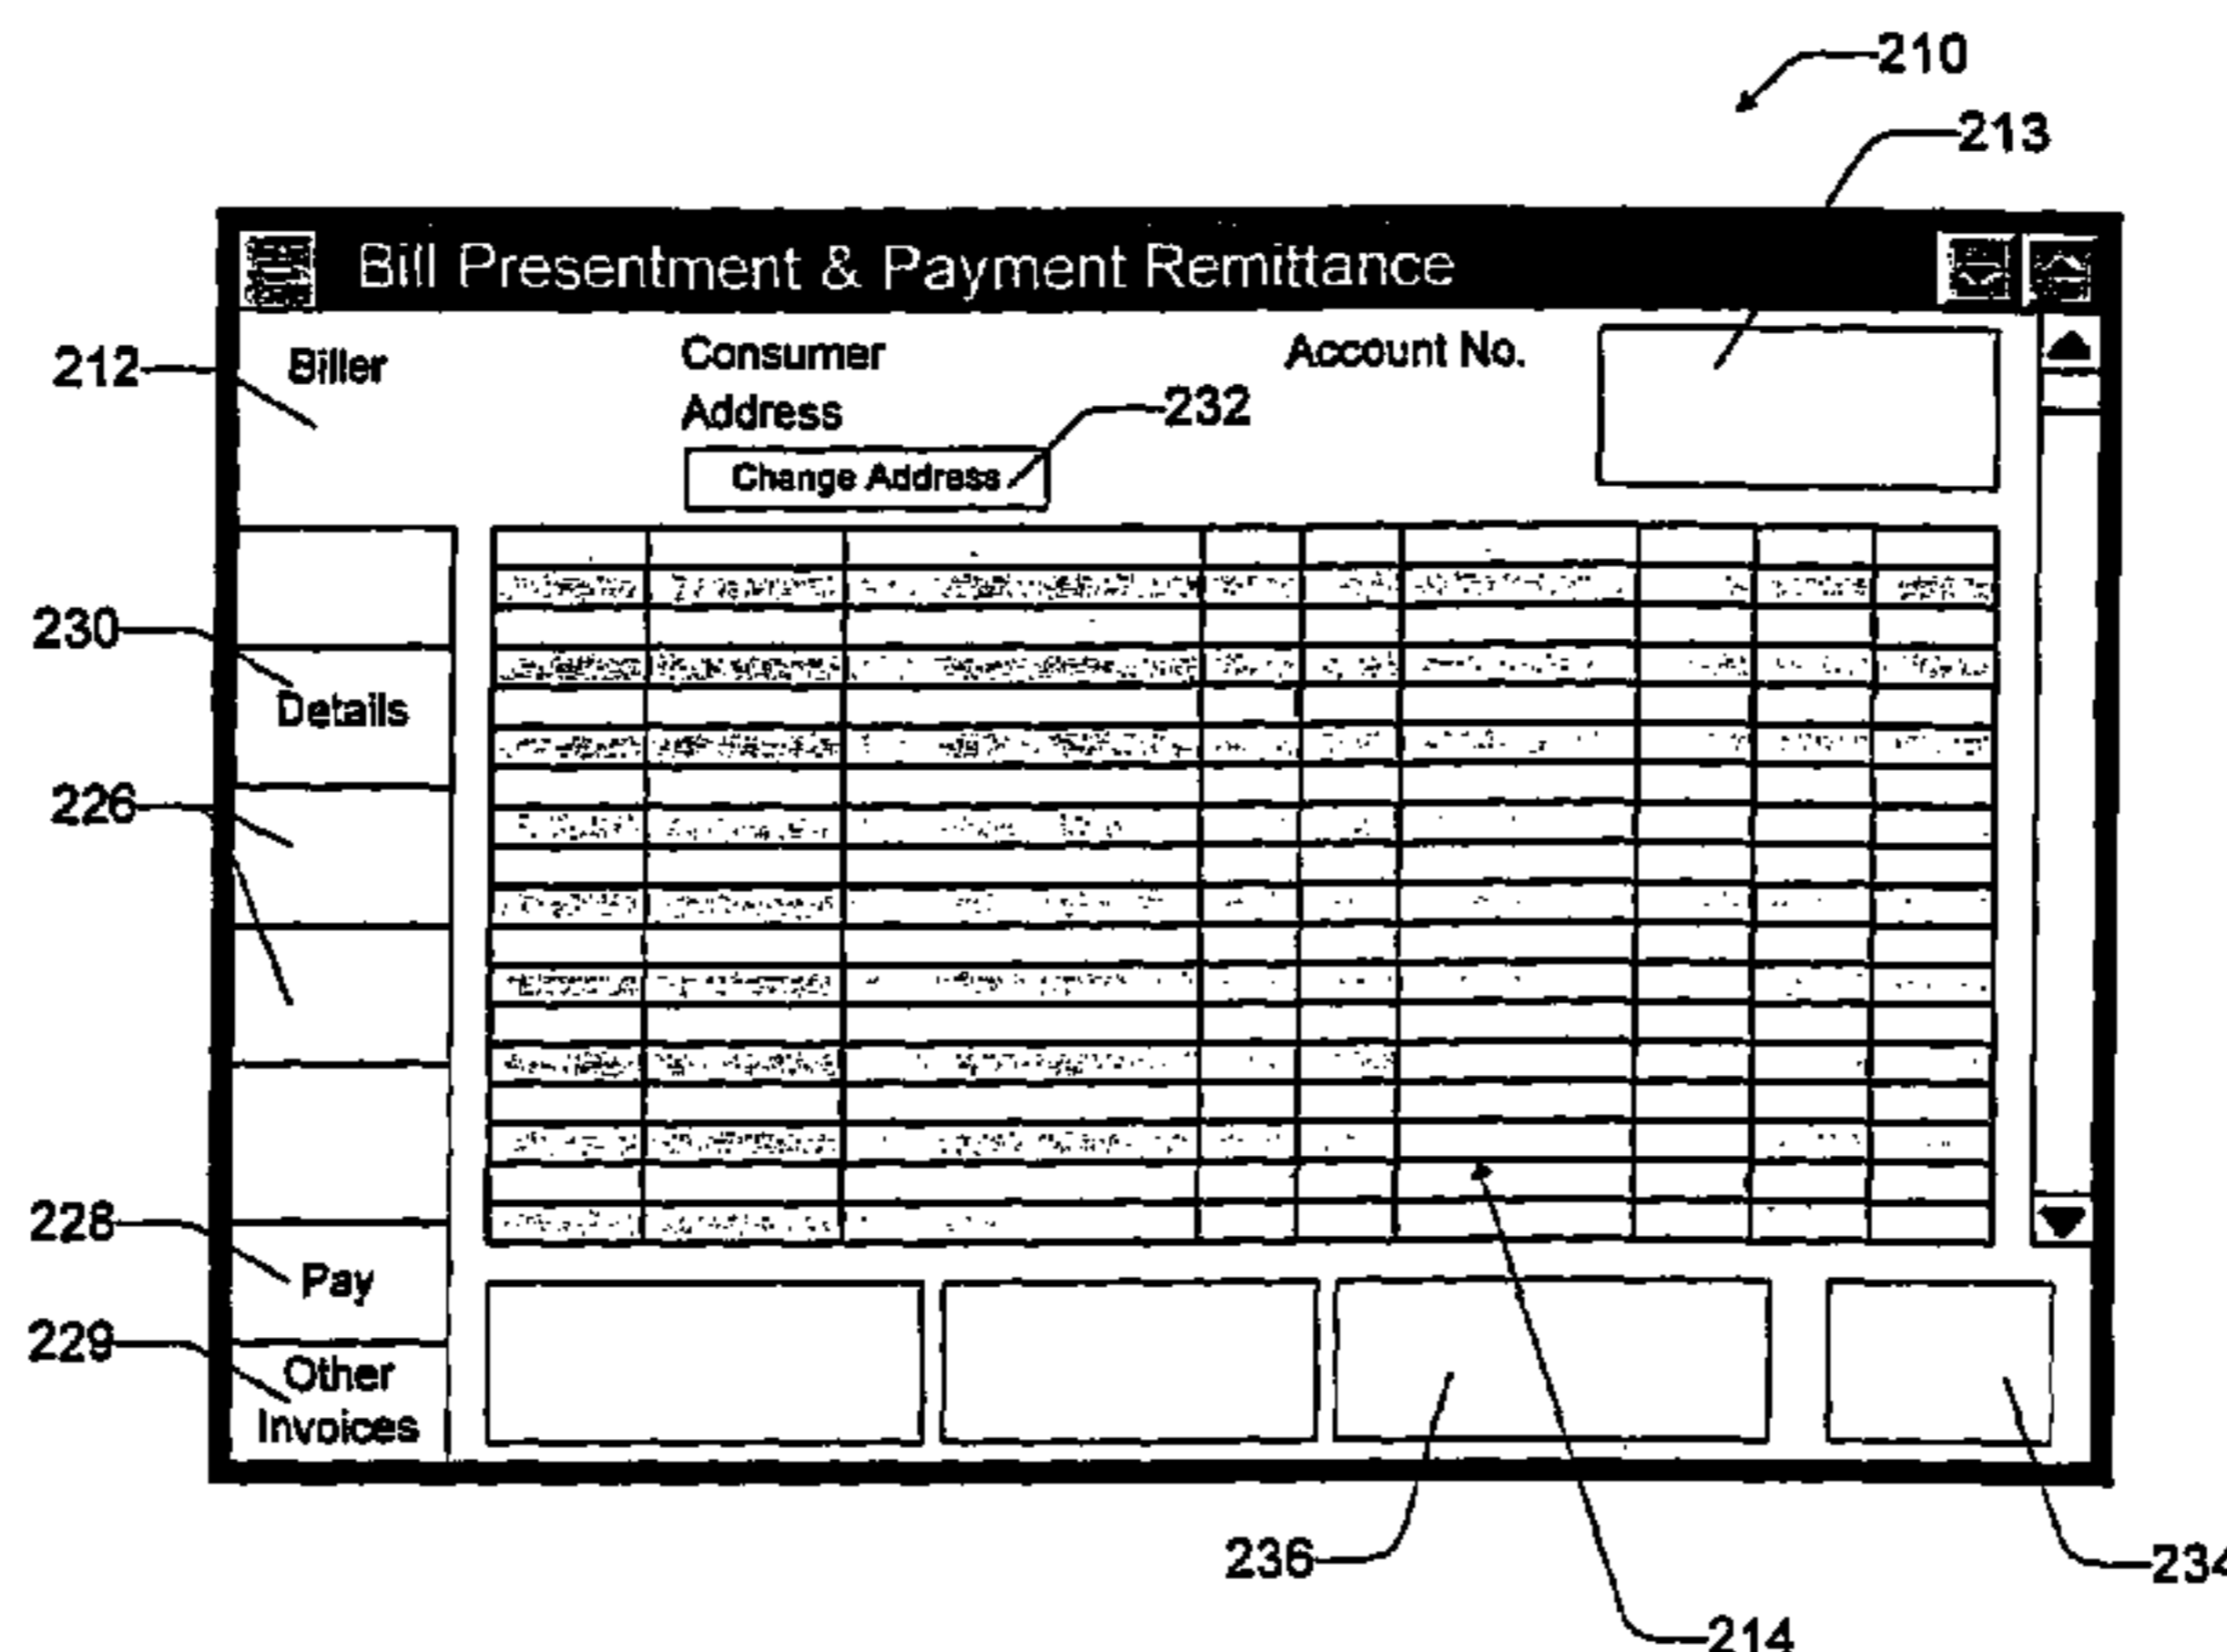 210
213
Bill Presentment & Payment Remittance
212
Biller
Consumer
Address
Account No.
232
Change Address
230
Details
226
228
Pay
229
Other
Invoices
236
234
214